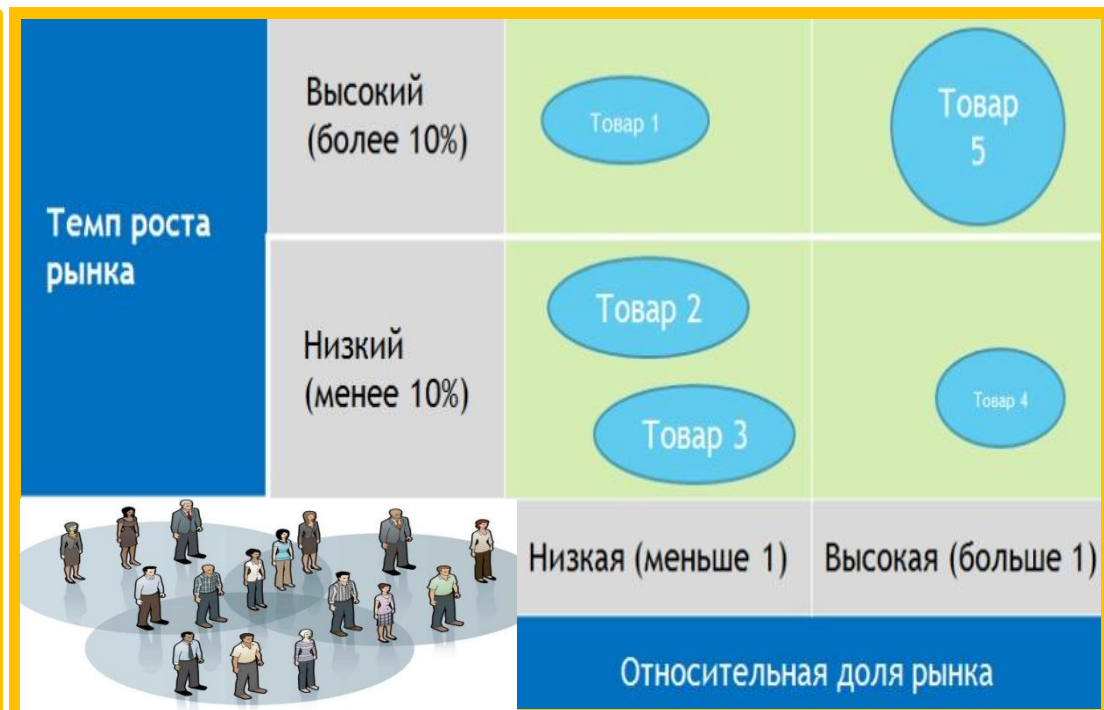 Темп роста
рынка
Высокий
(более 10%)
Товар 1
Товар
5
Низкий
(менее 10%)
Товар 2
Товар 3
Товар 4
Низкая (меньше 1)
Высокая (больше 1)
Относительная доля рынка